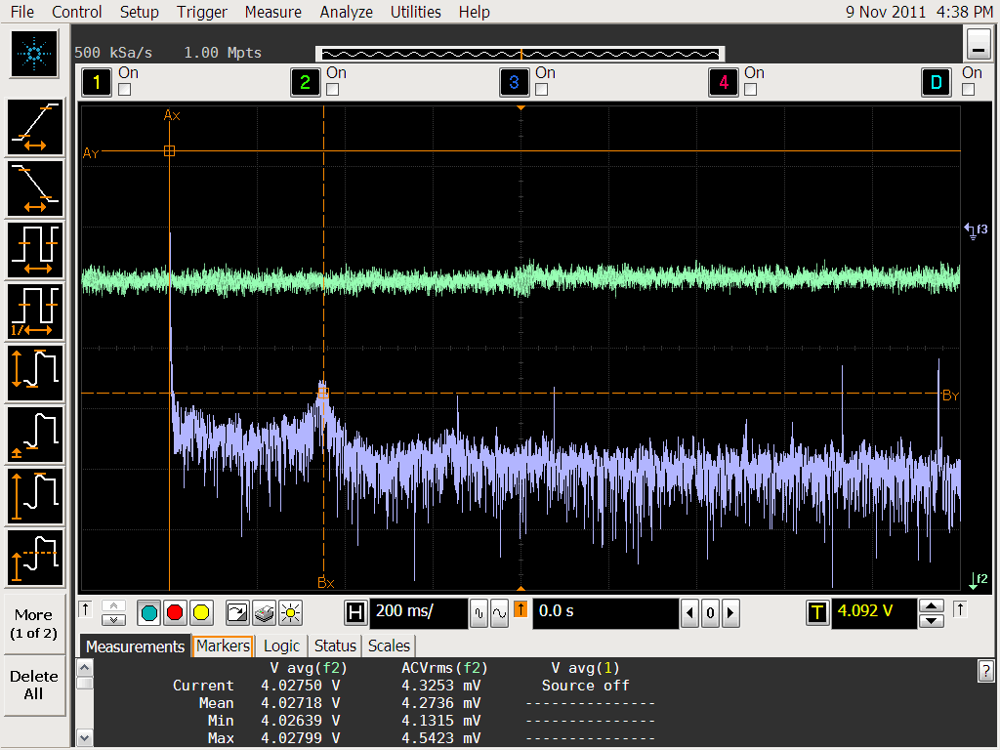 File Control Setup Trigger Measure Analyze Utilities Help 9 Nov 2011 4:38 PM
500 kSa/s 1.00 Mpts
1 On 2 On 3 On 4 On D On
Ax
Ay
f3
1/
By
Bx
f2
More
(1 of 2)
Delete
All
H 200 ms/ 0.0 s 0 T 4.092 V
Measurements Markers Logic Status Scales
?
V avg(f2) ACVrms(f2) V avg(1)
Current 4.02750 V 4.3253 mV Source off
Mean 4.02718 V 4.2736 mV ---------------
Min 4.02639 V 4.1315 mV ---------------
Max 4.02799 V 4.5423 mV ---------------